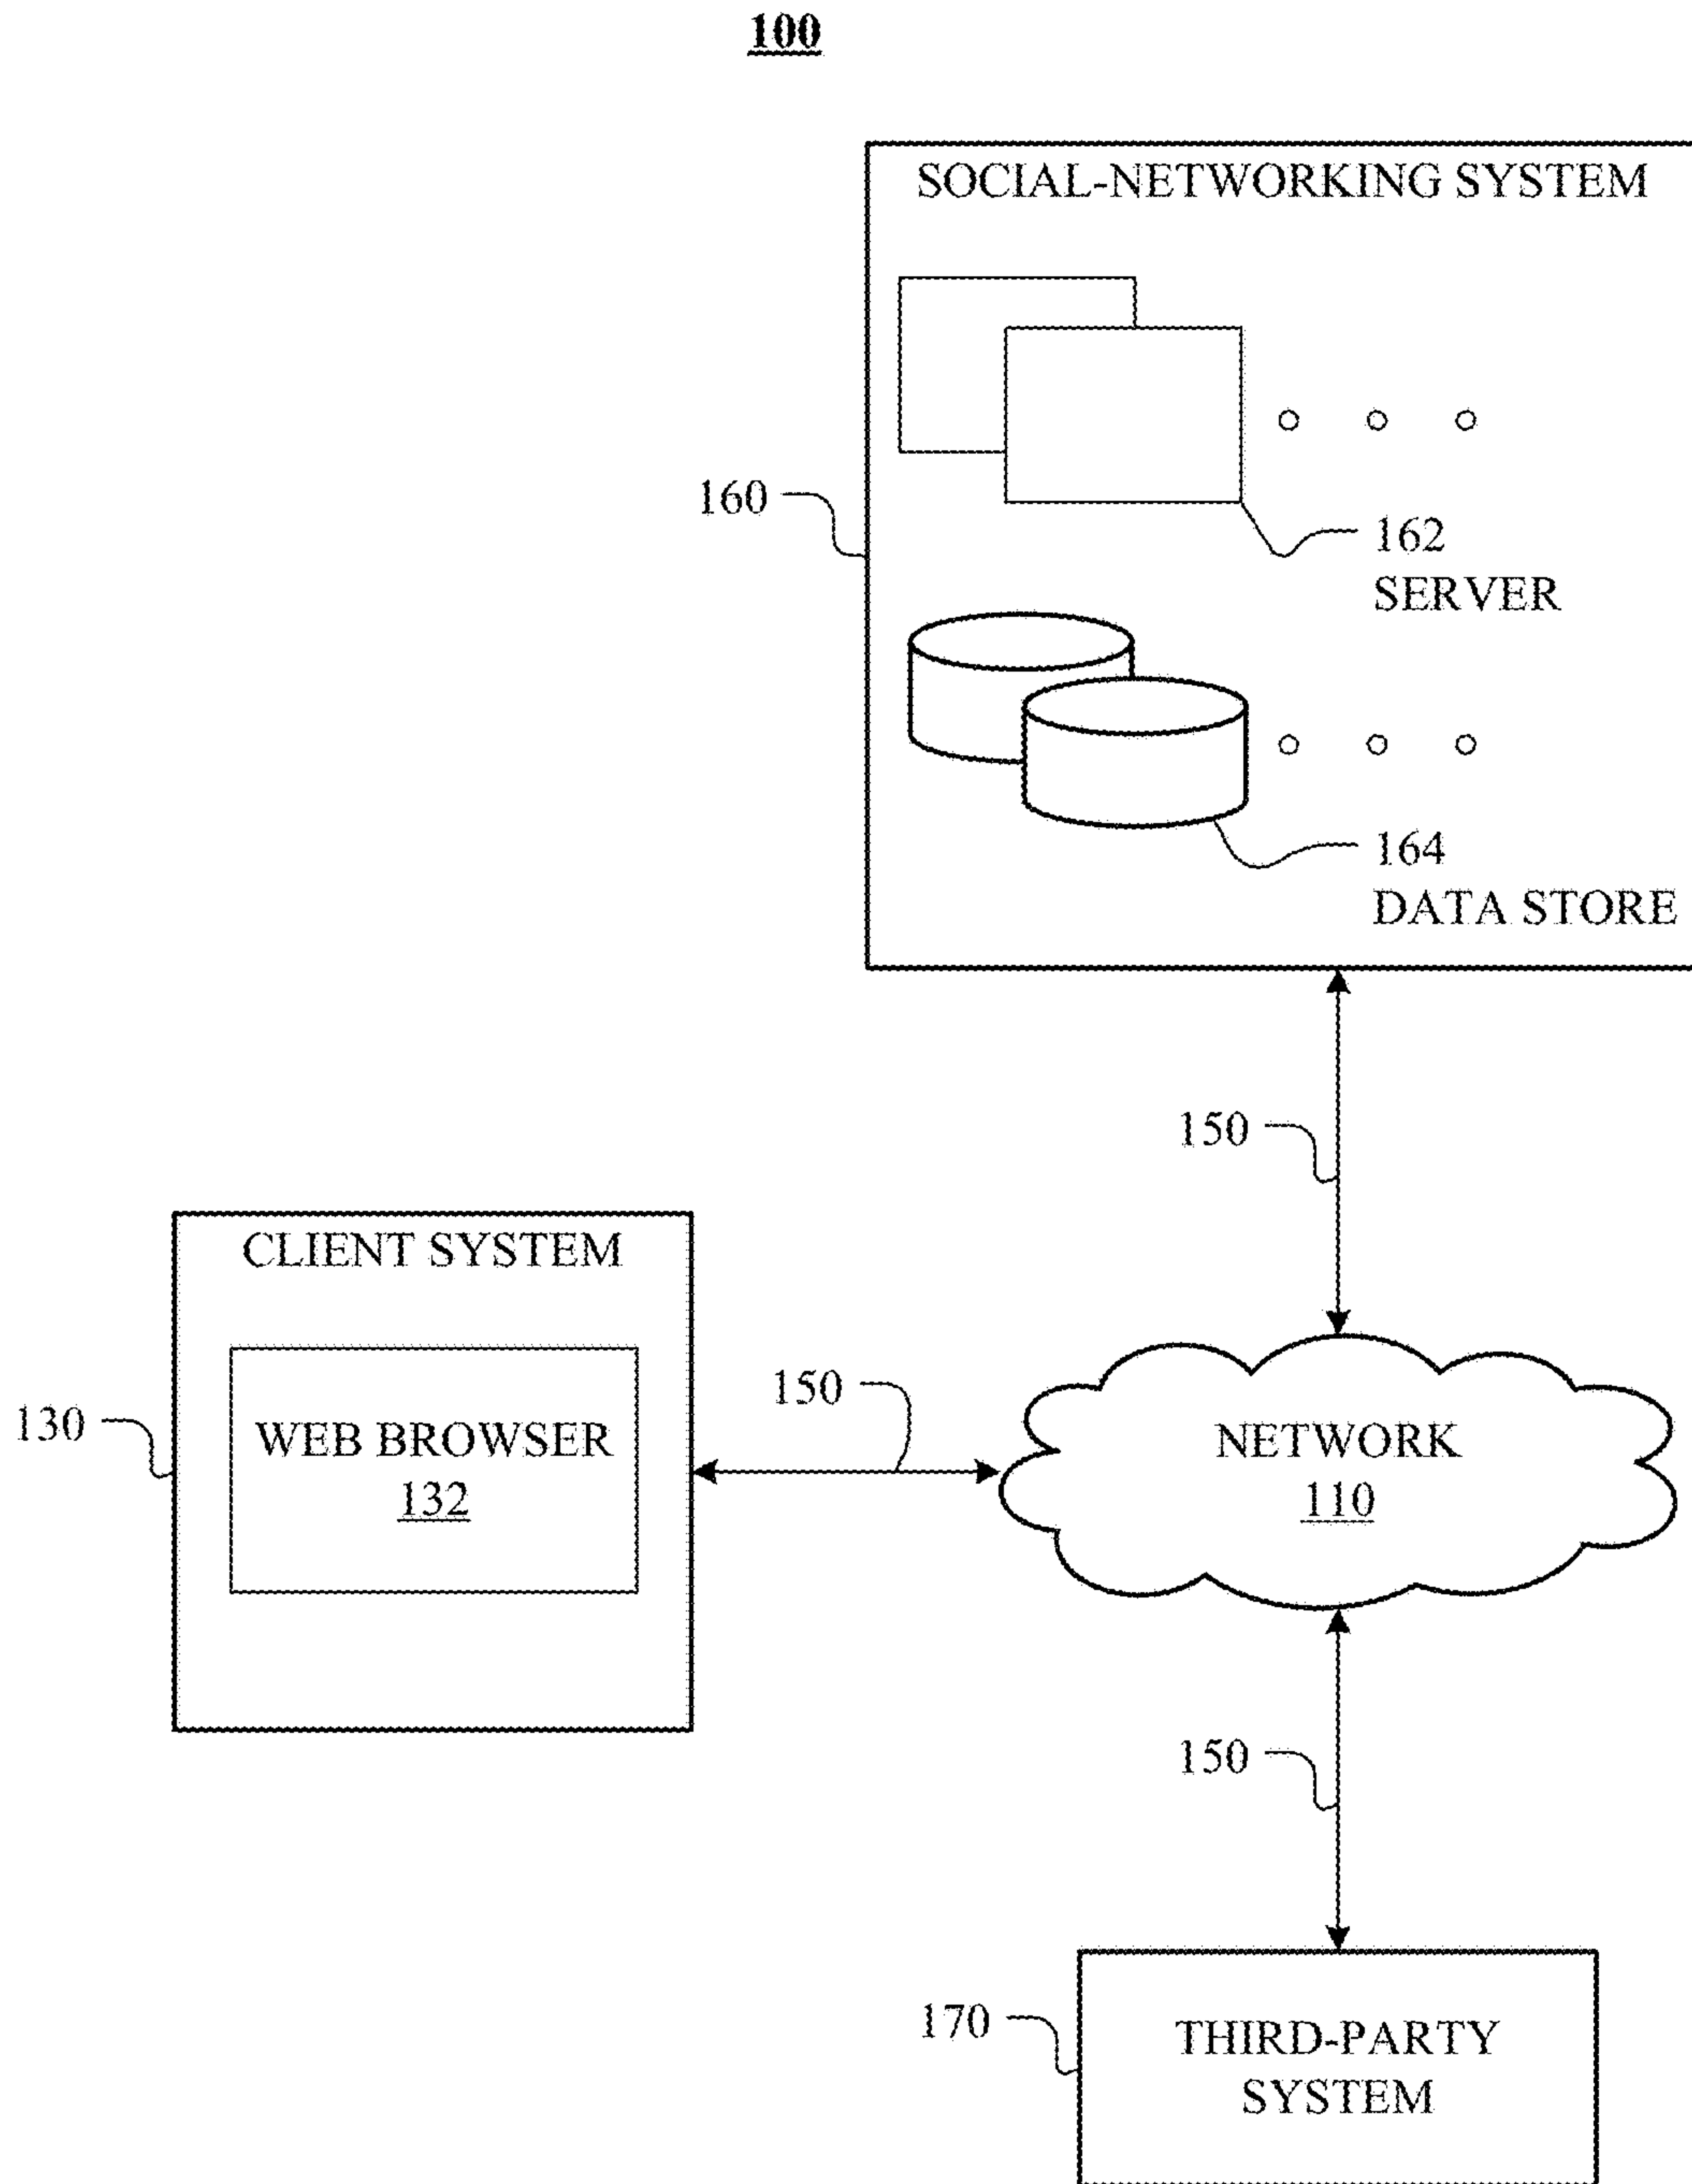 100
SOCIAL-NETWORKING SYSTEM
160
162
SERVER
164
DATA STORE
150
CLIENT SYSTEM
130
WEB BROWSER
132
150
NETWORK
110
150
170
THIRD-PARTY
SYSTEM